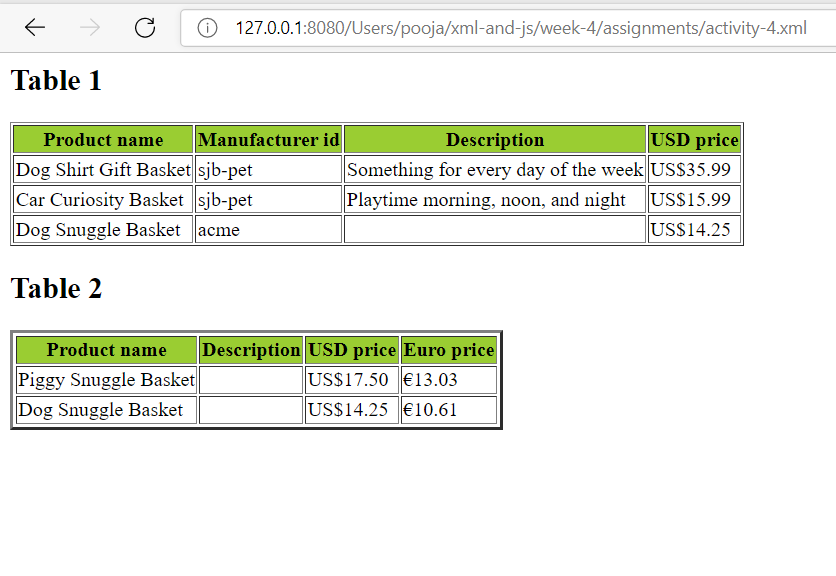 127.0.0.1:8080/Users/pooja/xml-and-js/week-4/assignments/activity-4.xml
Table 1
Product name Manufacturer id Description USD price
Dog Shirt Gift Basket sjb-pet Something for every day of the week US$35.99
Car Curiosity Basket sjb-pet Playtime morning, noon, and night US$15.99
Dog Snuggle Basket acme US$14.25
Table 2
Product name Description USD price Euro price
Piggy Snuggle Basket US$17.50 €13.03
Dog Snuggle Basket US$14.25 €10.61